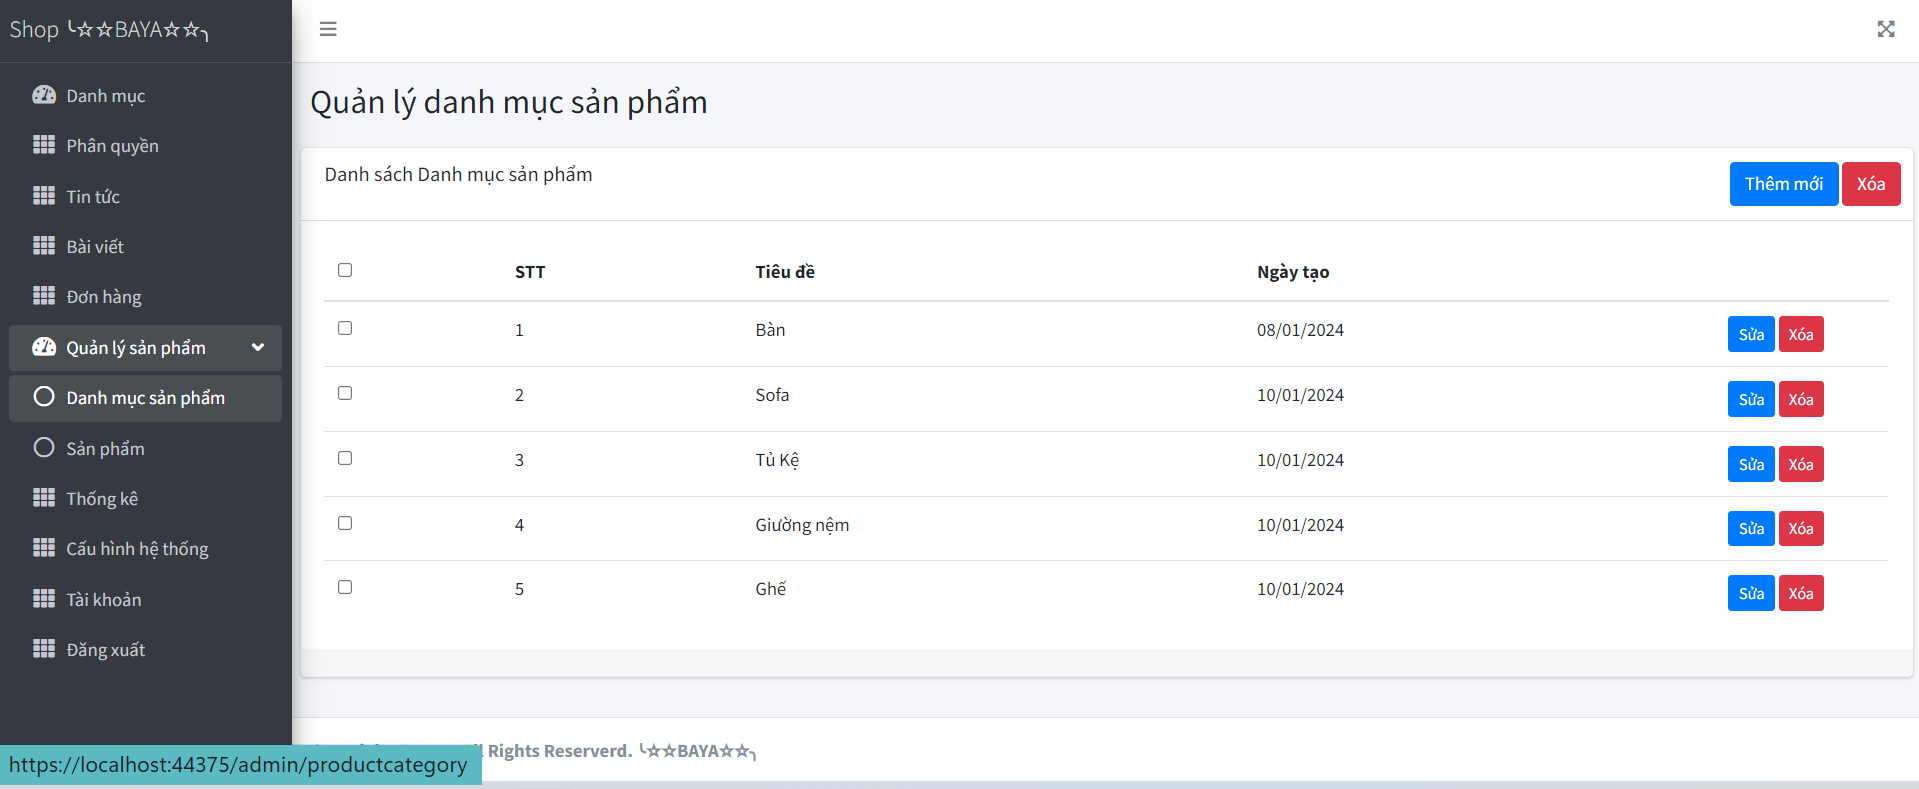 Shop ╰☆☆BAYA☆☆╮
Danh mục
Phân quyền
Tin tức
Bài viết
Đơn hàng
Quản lý sản phẩm
Danh mục sản phẩm
Sản phẩm
Thống kê
Cấu hình hệ thống
Tài khoản
Đăng xuất
Quản lý danh mục sản phẩm
Danh sách Danh mục sản phẩm
Thêm mới Xóa
STT Tiêu đề Ngày tạo
1 Bàn 08/01/2024 Sửa Xóa
2 Sofa 10/01/2024 Sửa Xóa
3 Tủ Kệ 10/01/2024 Sửa Xóa
4 Giường nệm 10/01/2024 Sửa Xóa
5 Ghế 10/01/2024 Sửa Xóa
Rights Reserverd. ╰☆☆BAYA☆☆╮
https://localhost:44375/admin/productcategory